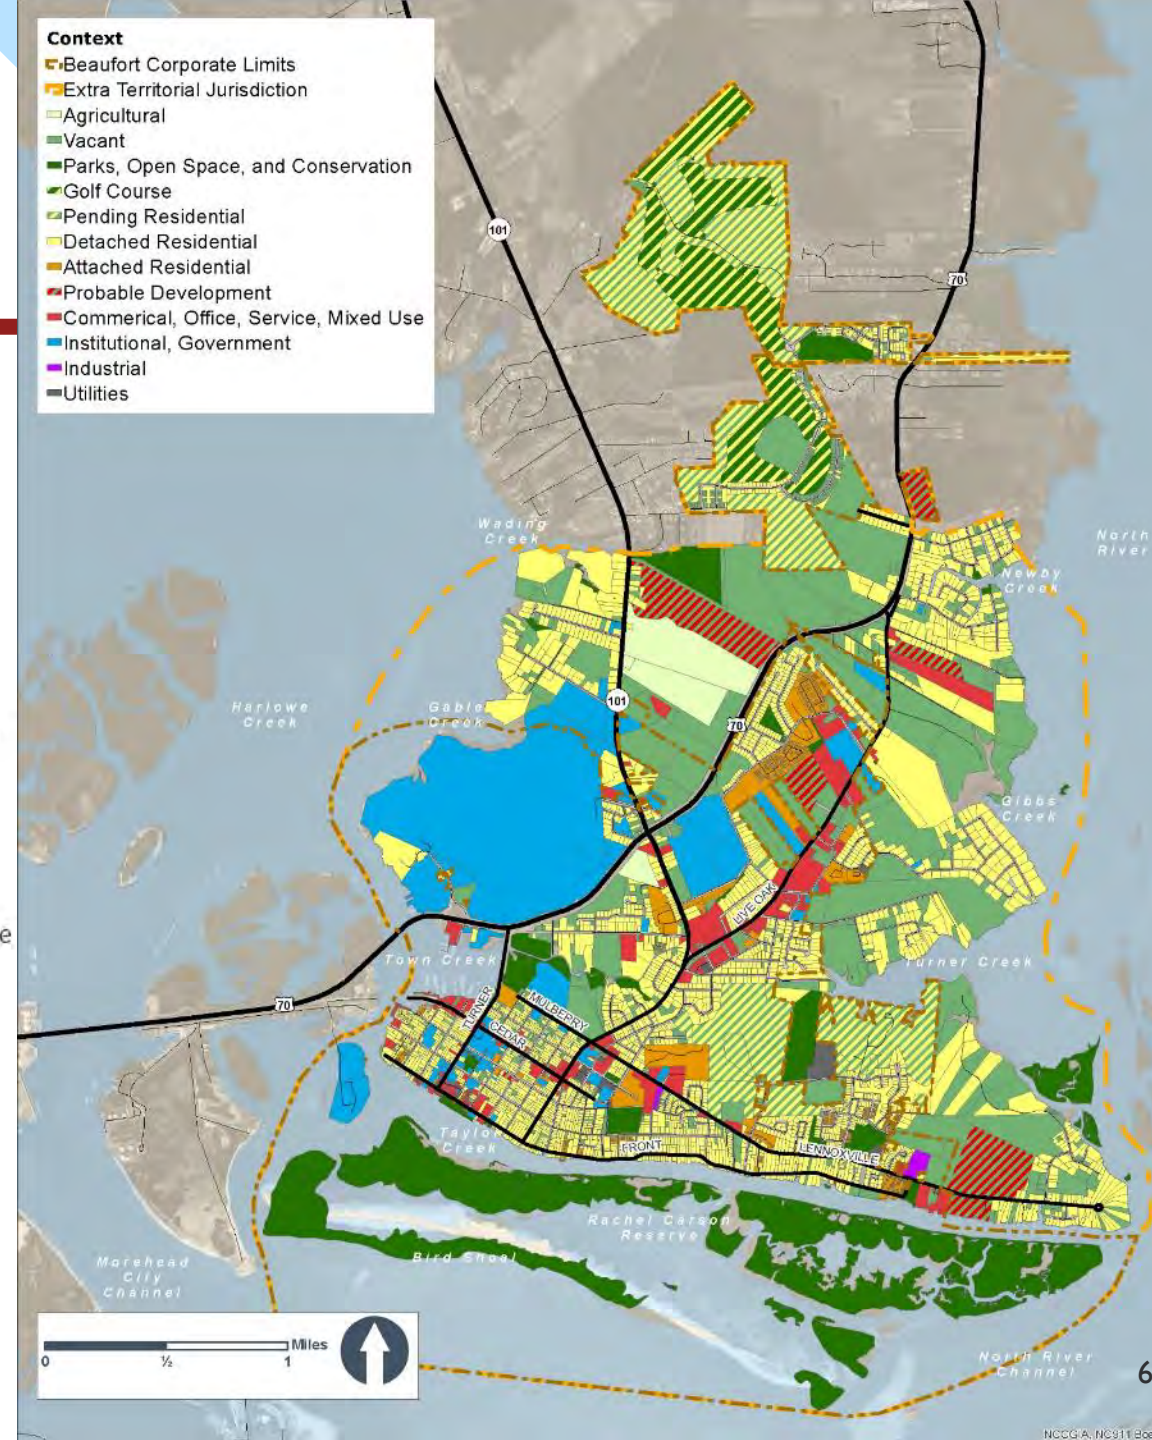 Context
Beaufort Corporate Limits
Extra Territorial Jurisdiction
Agricultural
Vacant
Parks, Open Space, and Conservation
Golf Course
Pending Residential
Detached Residential
Attached Residential
Probable Development
Commerical, Office, Service, Mixed Use
Institutional, Government
Industrial
Utilities
101
70
Wading
Creek
North
River
Newby
Creek
Harlowe
Creek
Gable
Creek
101
70
Gibbs
Creek
LIVE OAK
e
Town Creek
Turner Creek
70
TURNER
MULBERRY
CEDAR
Taylor
Creek
FRONT
LENNOXVILLE
Rachel Carson
Reserve
Bird Shoal
Morehead
City
Channel
Miles
0
½
1
North River
Channel
6
NCCGIA, NC911 Boa